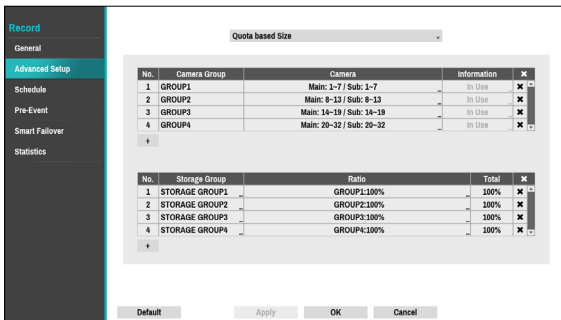 Record
General
Advanced Setup
Schedule
Pre-Event
Smart Failover
Statistics
Quota based Size
No. Camera Group Camera Information ✖
1 GROUP1 Main: 1~7 / Sub: 1~7 ... In Use ... ✖
2 GROUP2 Main: 8~13 / Sub: 8~13 ... In Use ... ✖
3 GROUP3 Main: 14~19 / Sub: 14~19 ... In Use ... ✖
4 GROUP4 Main: 20~32 / Sub: 20~32 ... In Use ... ✖
+
No. Storage Group Ratio Total ✖
1 STORAGE GROUP1 ... GROUP1:100% ... 100% ✖
2 STORAGE GROUP2 ... GROUP2:100% ... 100% ✖
3 STORAGE GROUP3 ... GROUP3:100% ... 100% ✖
4 STORAGE GROUP4 ... GROUP4:100% ... 100% ✖
+
Default Apply OK Cancel